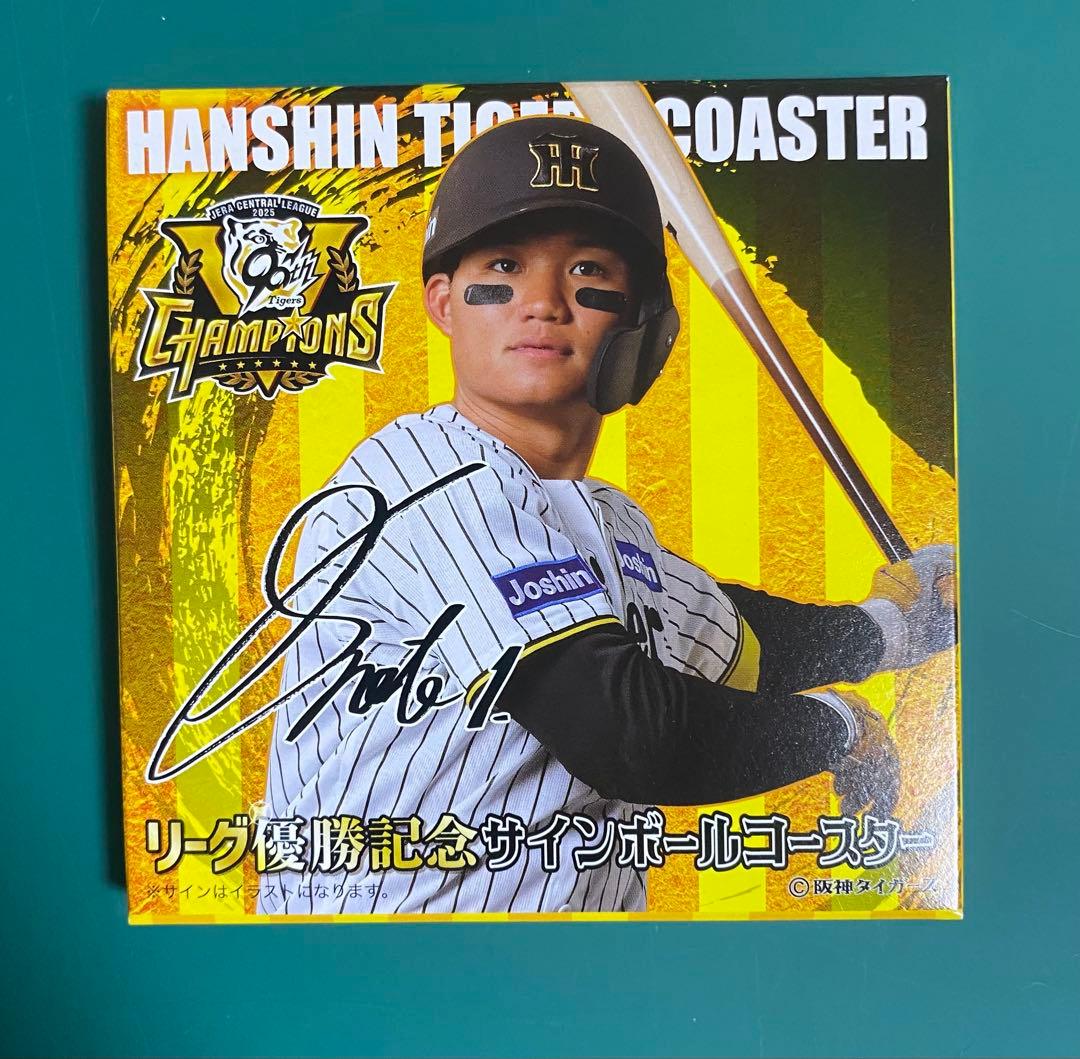 HANSHIN COASTER
JERA CENTRAL LEAGUE
2025
90th
Tigers
CHAMPIONS
Joshin
Joshin
1.
リーグ優勝記念サインボールコースター
※サインはイラストになります。
©阪神タイガース